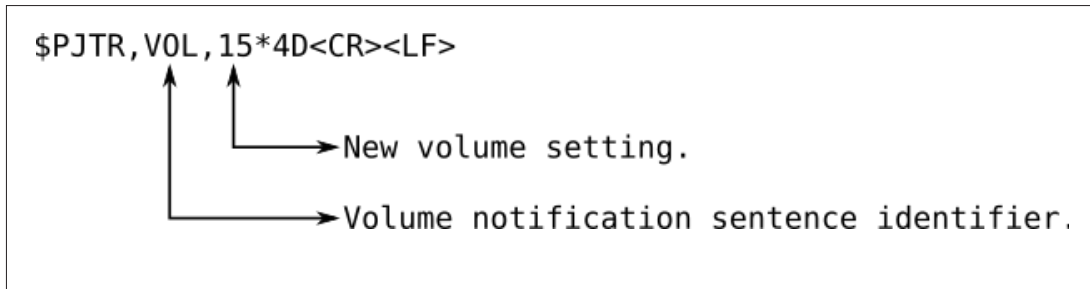 $PJTR,VOL,15*4D<CR><LF>
New volume setting.
Volume notification sentence identifier.